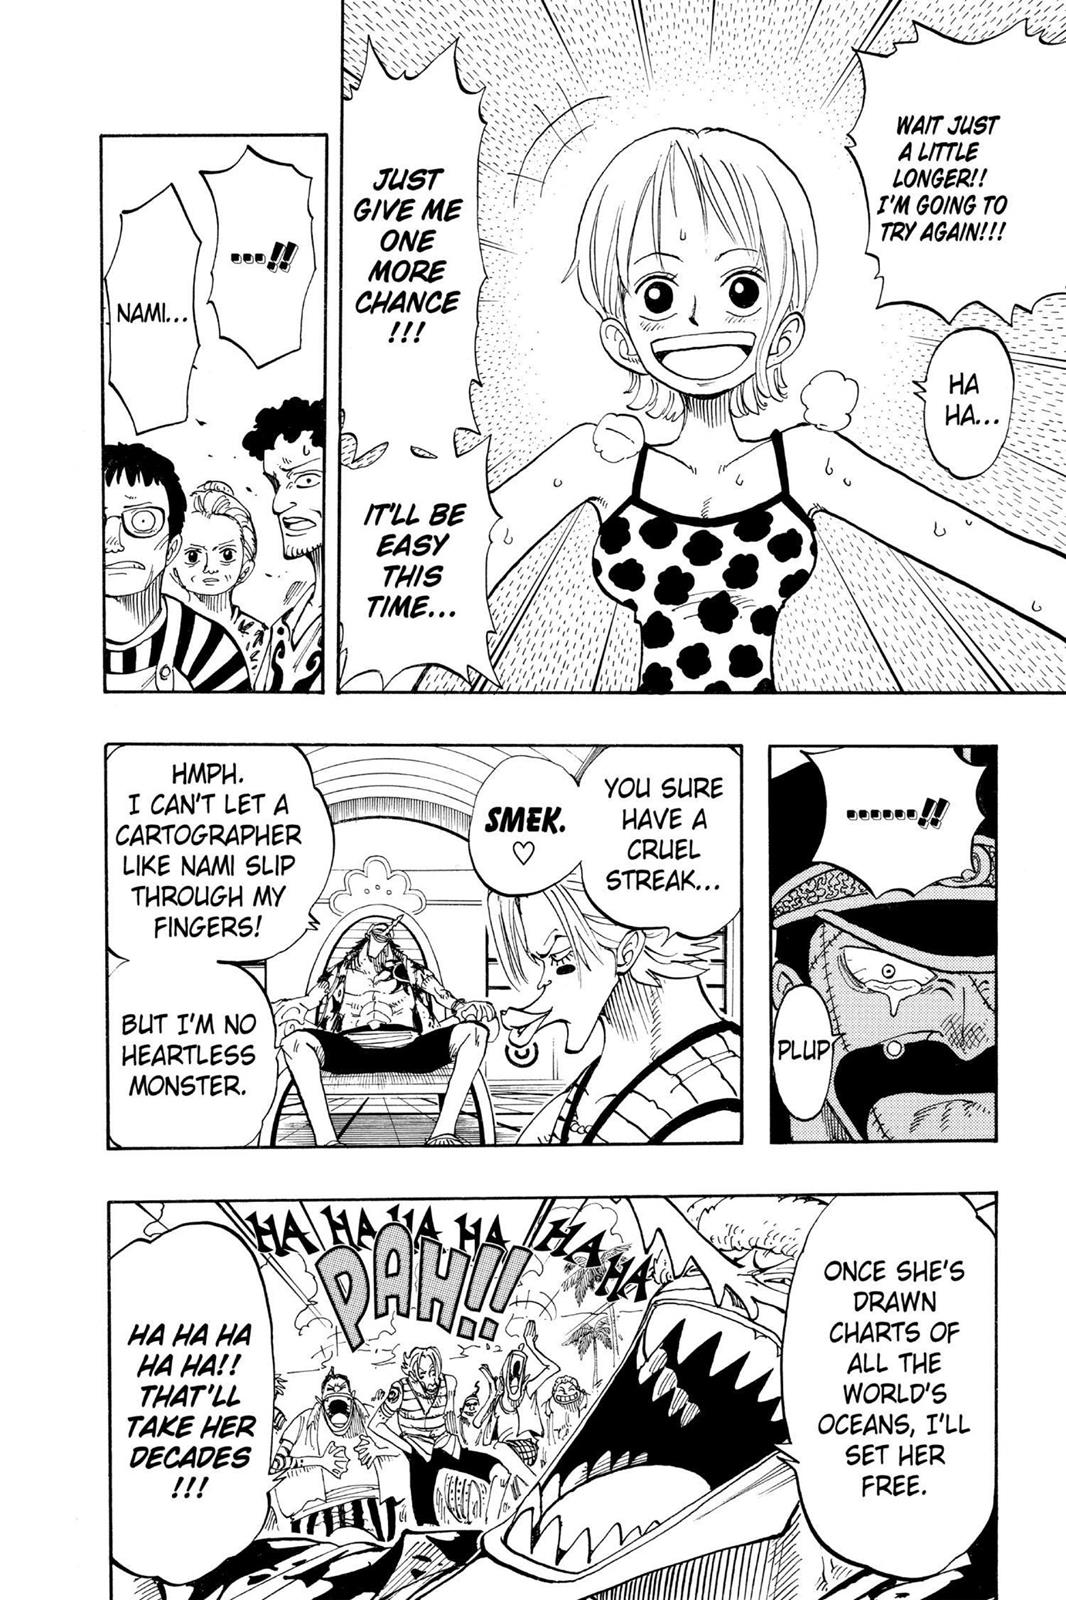 WAIT JUST
A LITTLE
LONGER!!
I'M GOING TO
TRY AGAIN!!!
HA
HA...
JUST
GIVE ME
ONE
MORE
CHANCE
!!!
IT'LL BE
EASY
THIS
TIME...
...!!
NAMI...
.......!!
PLUP
YOU SURE
HAVE A
CRUEL
STREAK...
SMEK.
♡
HMPH.
I CAN'T LET A
CARTOGRAPHER
LIKE NAMI SLIP
THROUGH MY
FINGERS!
BUT I'M NO
HEARTLESS
MONSTER.
ONCE SHE'S
DRAWN
CHARTS OF
ALL THE
WORLD'S
OCEANS, I'LL
SET HER
FREE.
HA HA HA HA HA HA HA
PAH!!
HA HA HA
HA HA!!
THAT'LL
TAKE HER
DECADES
!!!